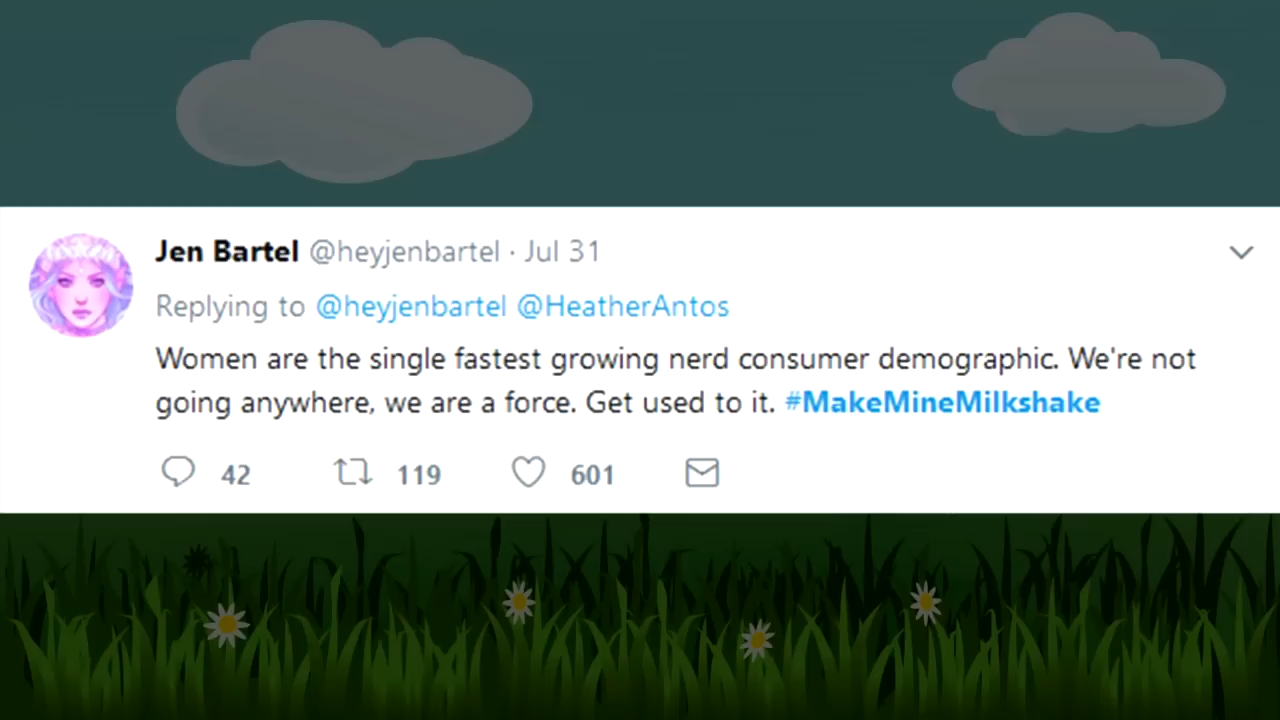 Jen Bartel @heyjenbartel · Jul 31
Replying to @heyjenbartel @HeatherAntos
Women are the single fastest growing nerd consumer demographic. We're not
going anywhere, we are a force. Get used to it. #MakeMineMilkshake
42 119 601